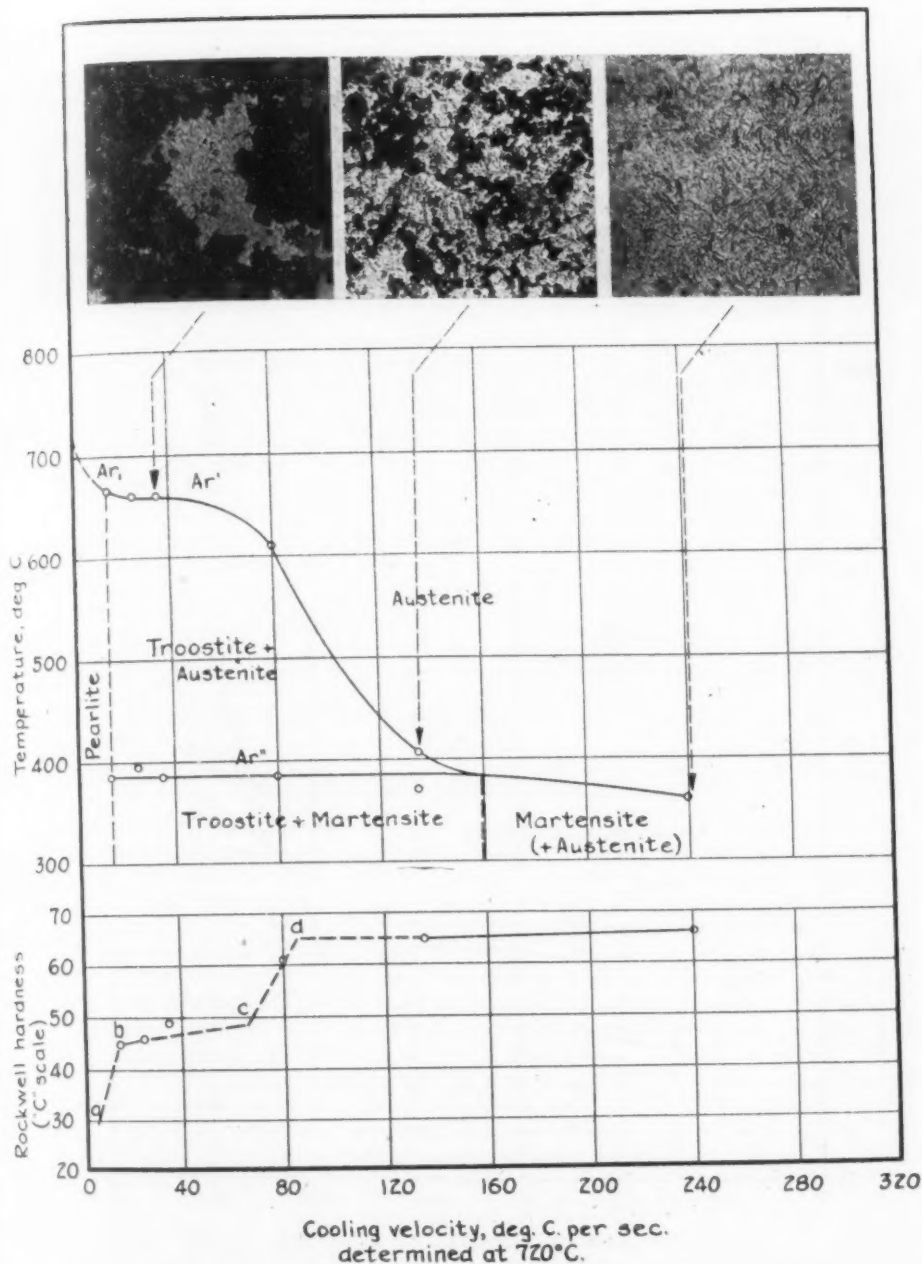 800
700
600
500
400
300
Temperature, deg C
Ar₁
Ar'
Austenite
Troostite +
Austenite
Pearlite
Ar"
Troostite + Martensite
Martensite
(+Austenite)
70
60
50
40
30
20
Rockwell hardness
("C" scale)
a
b
c
d
0 40 80 120 160 200 240 280 320
Cooling velocity, deg. C. per sec.
determined at 720°C.